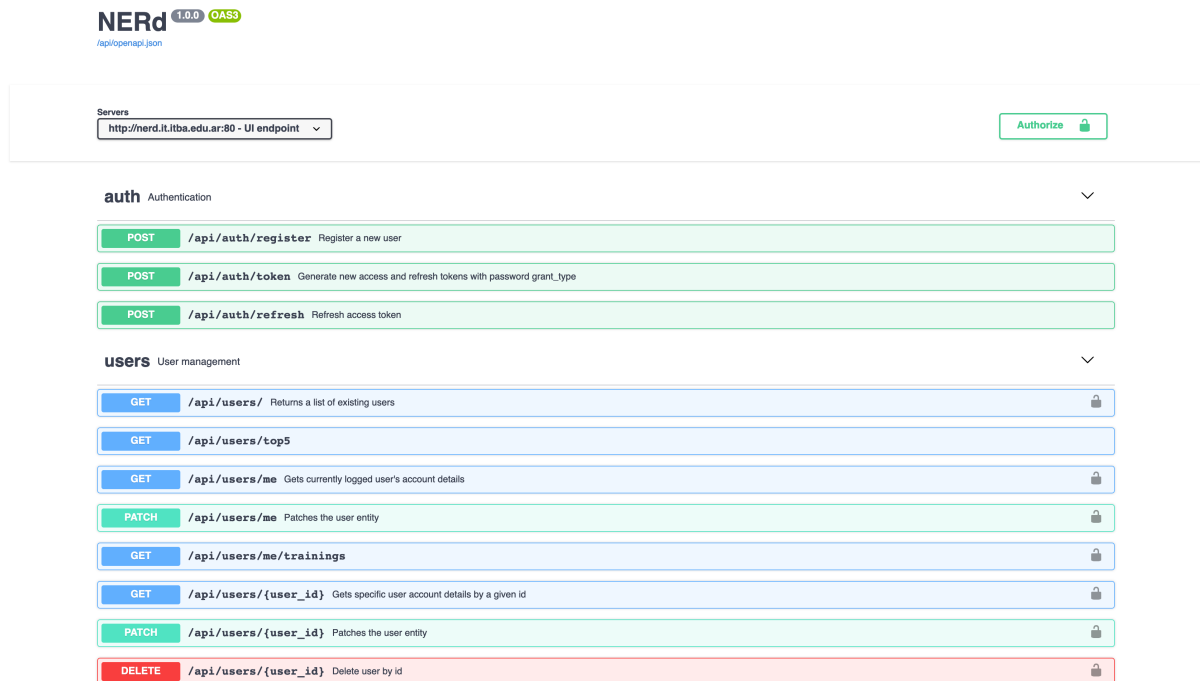 NERd 1.0.0 OAS3
/api/openapi.json
Servers
http://nerd.it.itba.edu.ar:80 - UI endpoint
Authorize
auth Authentication
POST /api/auth/register Register a new user
POST /api/auth/token Generate new access and refresh tokens with password grant_type
POST /api/auth/refresh Refresh access token
users User management
GET /api/users/ Returns a list of existing users
GET /api/users/top5
GET /api/users/me Gets currently logged user's account details
PATCH /api/users/me Patches the user entity
GET /api/users/me/trainings
GET /api/users/{user_id} Gets specific user account details by a given id
PATCH /api/users/{user_id} Patches the user entity
DELETE /api/users/{user_id} Delete user by id